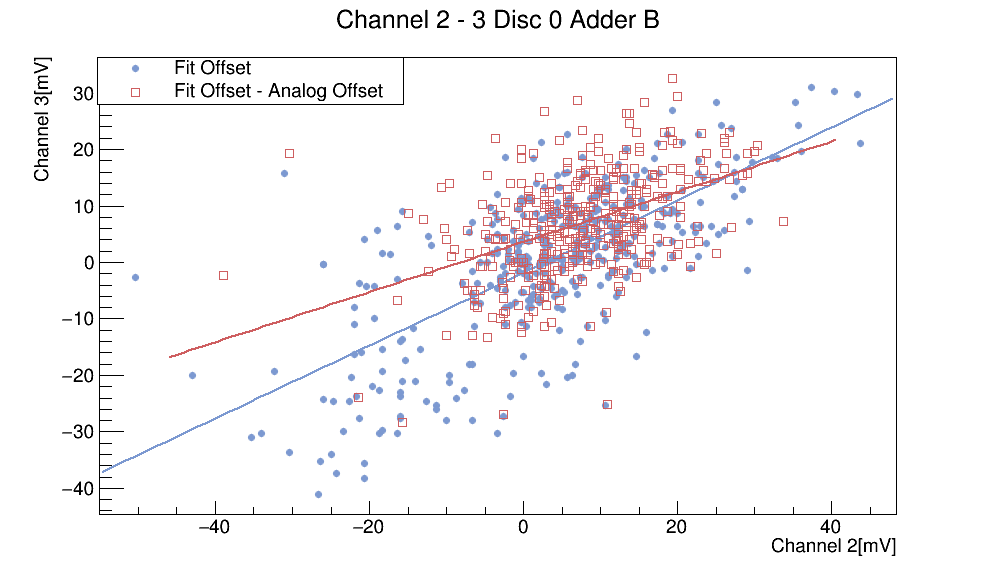 Channel 2 - 3 Disc 0 Adder B
Channel 3[mV]
Fit Offset
Fit Offset - Analog Offset
30
20
10
0
−10
−20
−30
−40
−40 −20 0 20 40
Channel 2[mV]